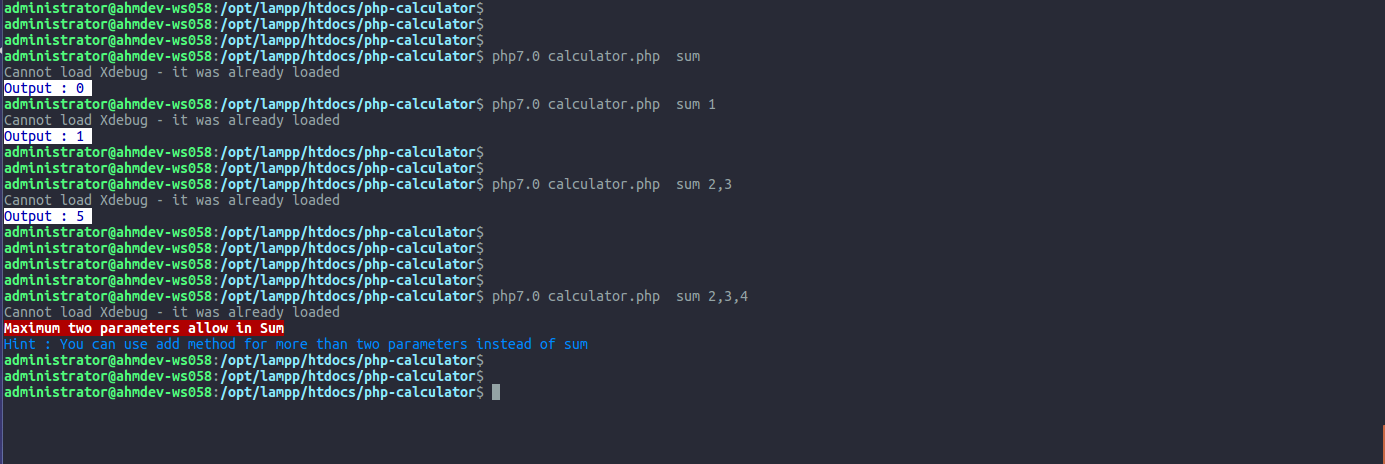 administrator@ahmdev-ws058:/opt/lampp/htdocs/php-calculator$
administrator@ahmdev-ws058:/opt/lampp/htdocs/php-calculator$
administrator@ahmdev-ws058:/opt/lampp/htdocs/php-calculator$
administrator@ahmdev-ws058:/opt/lampp/htdocs/php-calculator$ php7.0 calculator.php  sum
Cannot load Xdebug - it was already loaded
Output : 0
administrator@ahmdev-ws058:/opt/lampp/htdocs/php-calculator$ php7.0 calculator.php  sum 1
Cannot load Xdebug - it was already loaded
Output : 1
administrator@ahmdev-ws058:/opt/lampp/htdocs/php-calculator$
administrator@ahmdev-ws058:/opt/lampp/htdocs/php-calculator$
administrator@ahmdev-ws058:/opt/lampp/htdocs/php-calculator$ php7.0 calculator.php  sum 2,3
Cannot load Xdebug - it was already loaded
Output : 5
administrator@ahmdev-ws058:/opt/lampp/htdocs/php-calculator$
administrator@ahmdev-ws058:/opt/lampp/htdocs/php-calculator$
administrator@ahmdev-ws058:/opt/lampp/htdocs/php-calculator$
administrator@ahmdev-ws058:/opt/lampp/htdocs/php-calculator$
administrator@ahmdev-ws058:/opt/lampp/htdocs/php-calculator$ php7.0 calculator.php  sum 2,3,4
Cannot load Xdebug - it was already loaded
Maximum two parameters allow in Sum
Hint : You can use add method for more than two parameters instead of sum
administrator@ahmdev-ws058:/opt/lampp/htdocs/php-calculator$
administrator@ahmdev-ws058:/opt/lampp/htdocs/php-calculator$
administrator@ahmdev-ws058:/opt/lampp/htdocs/php-calculator$